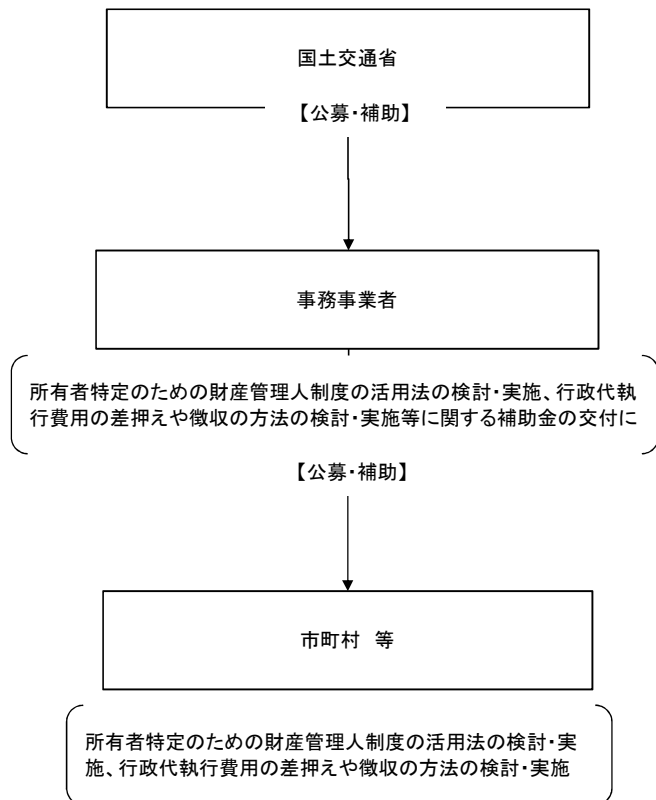 国土交通省
【公募・補助】
事務事業者
所有者特定のための財産管理人制度の活用法の検討・実施、行政代執
行費用の差押えや徴収の方法の検討・実施等に関する補助金の交付に
【公募・補助】
市町村　等
所有者特定のための財産管理人制度の活用法の検討・実
施、行政代執行費用の差押えや徴収の方法の検討・実施